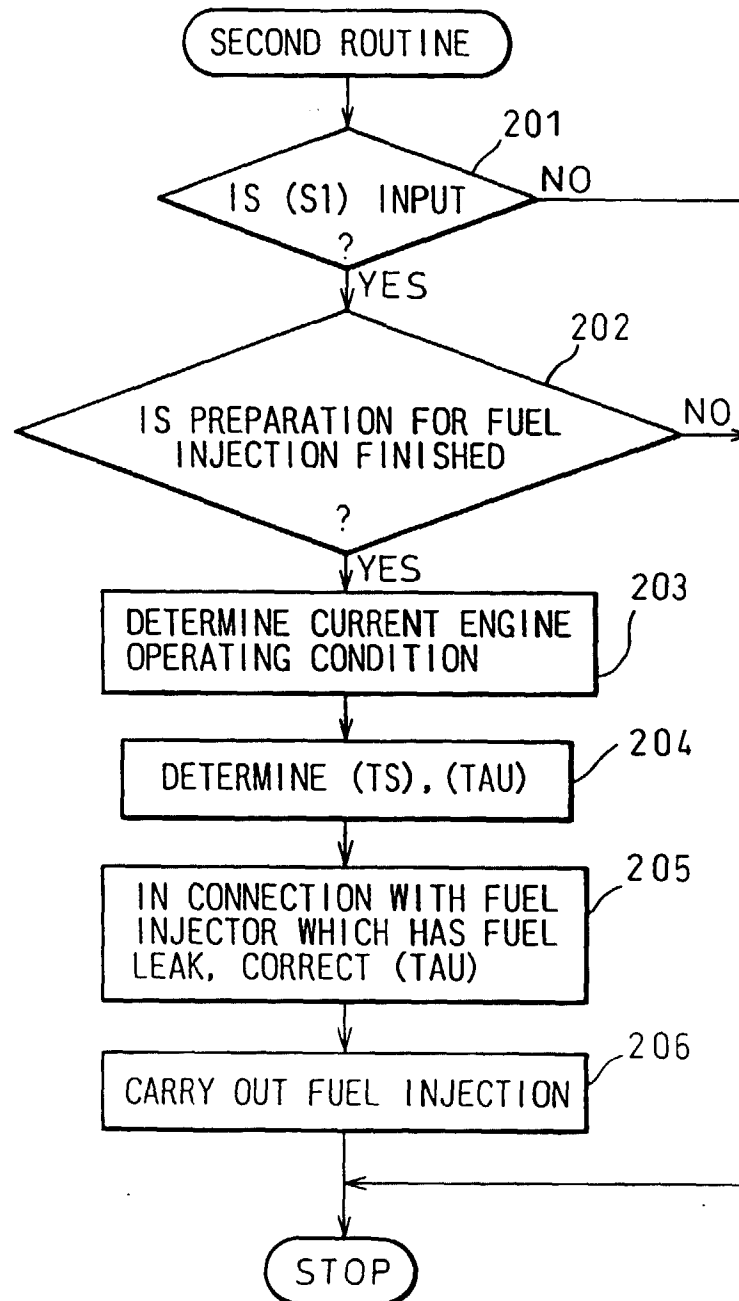 SECOND ROUTINE
201
IS (S1) INPUT
?
NO
YES
202
IS PREPARATION FOR FUEL
INJECTION FINISHED
?
NO
YES
203
DETERMINE CURRENT ENGINE
OPERATING CONDITION
204
DETERMINE (TS), (TAU)
205
IN CONNECTION WITH FUEL
INJECTOR WHICH HAS FUEL
LEAK, CORRECT (TAU)
206
CARRY OUT FUEL INJECTION
STOP